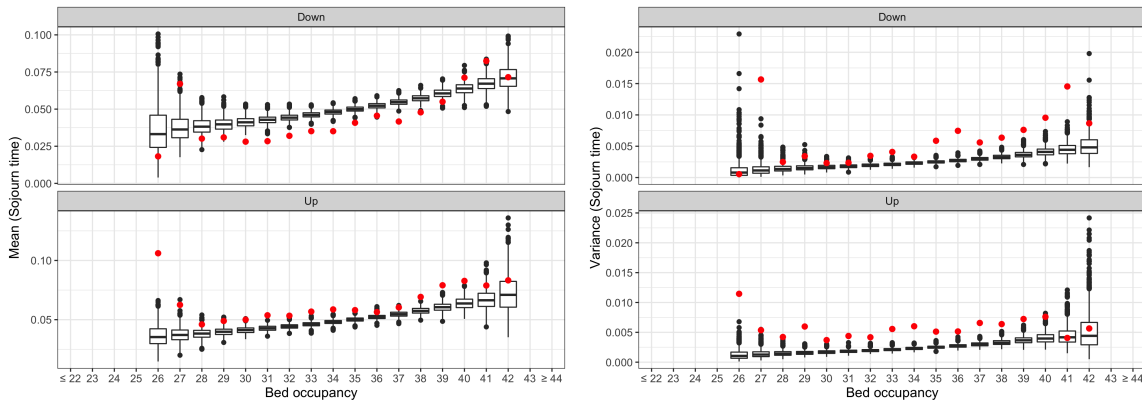 Down
0.100
0.075
0.050
0.025
0.000
Up
0.10
0.05
Mean (Sojourn time)
≤ 22 23 24 25 26 27 28 29 30 31 32 33 34 35 36 37 38 39 40 41 42 43 ≥ 44
Bed occupancy
Down
0.020
0.015
0.010
0.005
0.000
Up
0.025
0.020
0.015
0.010
0.005
0.000
Variance (Sojourn time)
≤ 22 23 24 25 26 27 28 29 30 31 32 33 34 35 36 37 38 39 40 41 42 43 ≥ 44
Bed occupancy